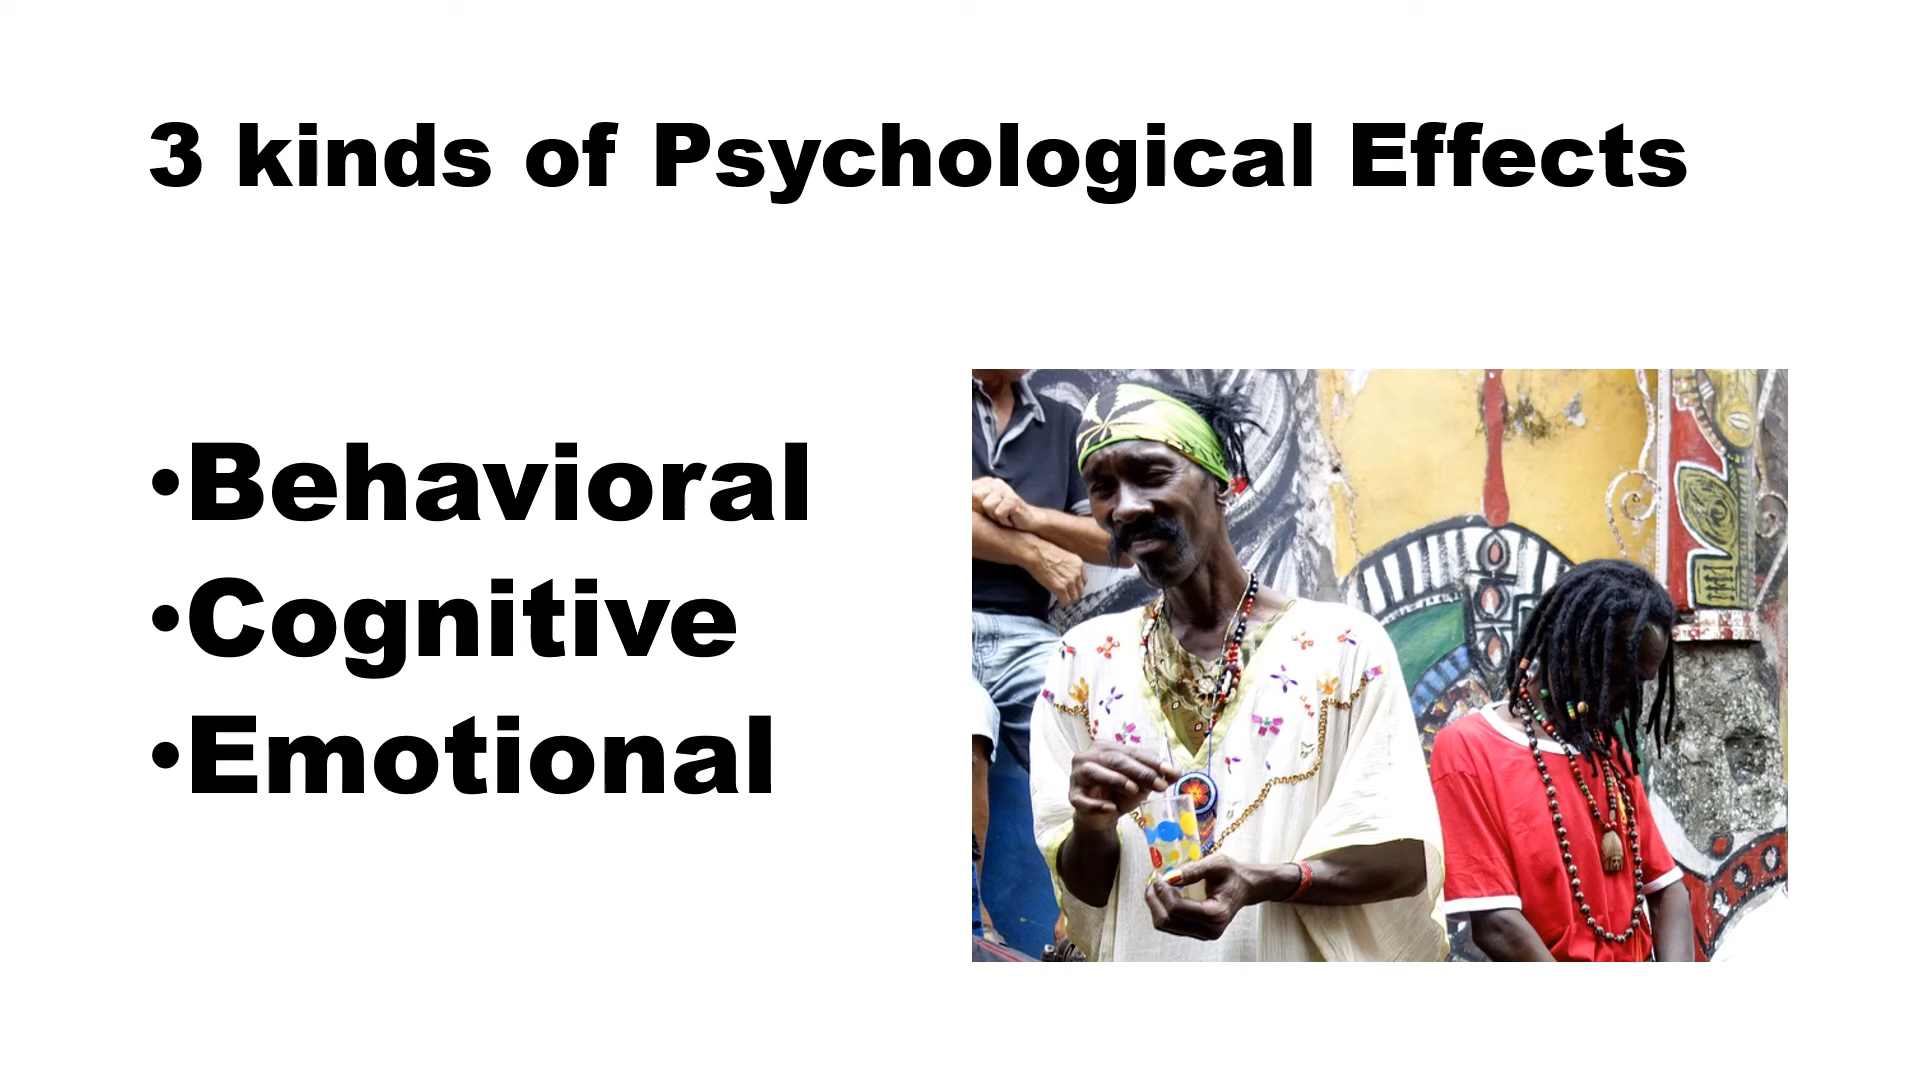 3 kinds of Psychological Effects
•Behavioral
•Cognitive
•Emotional